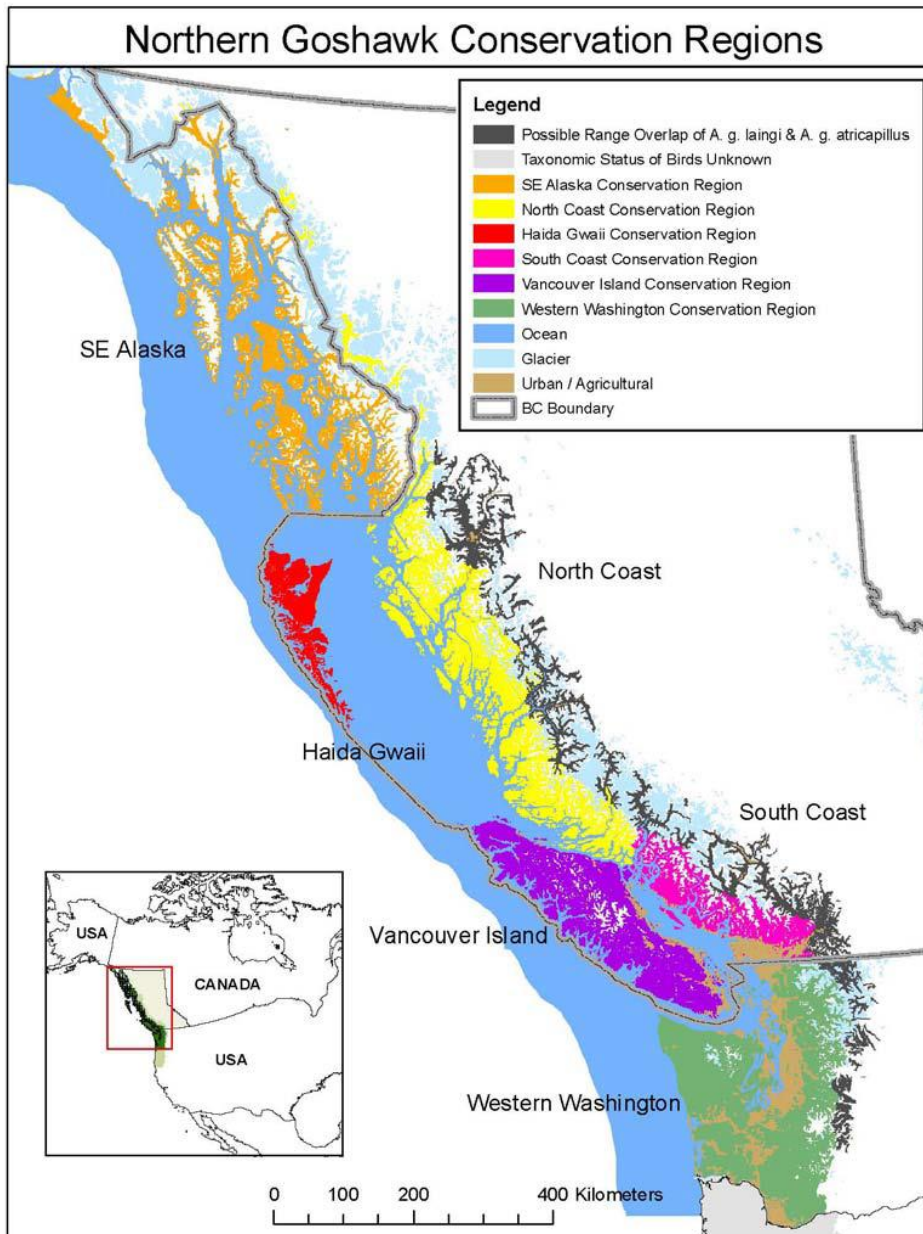 Northern Goshawk Conservation Regions
Legend
Possible Range Overlap of A. g. laingi & A. g. atricapillus
Taxonomic Status of Birds Unknown
SE Alaska Conservation Region
North Coast Conservation Region
Haida Gwaii Conservation Region
South Coast Conservation Region
Vancouver Island Conservation Region
Western Washington Conservation Region
Ocean
Glacier
Urban / Agricultural
BC Boundary
SE Alaska
North Coast
Haida Gwaii
South Coast
Vancouver Island
Western Washington
USA
CANADA
USA
0 100 200 400 Kilometers